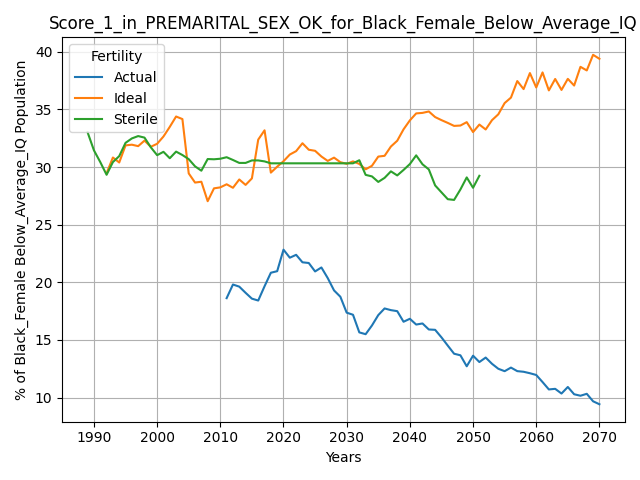 Score_1_in_PREMARITAL_SEX_OK_for_Black_Female_Below_Average_IQ
% of Black_Female Below_Average_IQ Population
40
35
30
25
20
15
10
Fertility
Actual
Ideal
Sterile
1990 2000 2010 2020 2030 2040 2050 2060 2070
Years